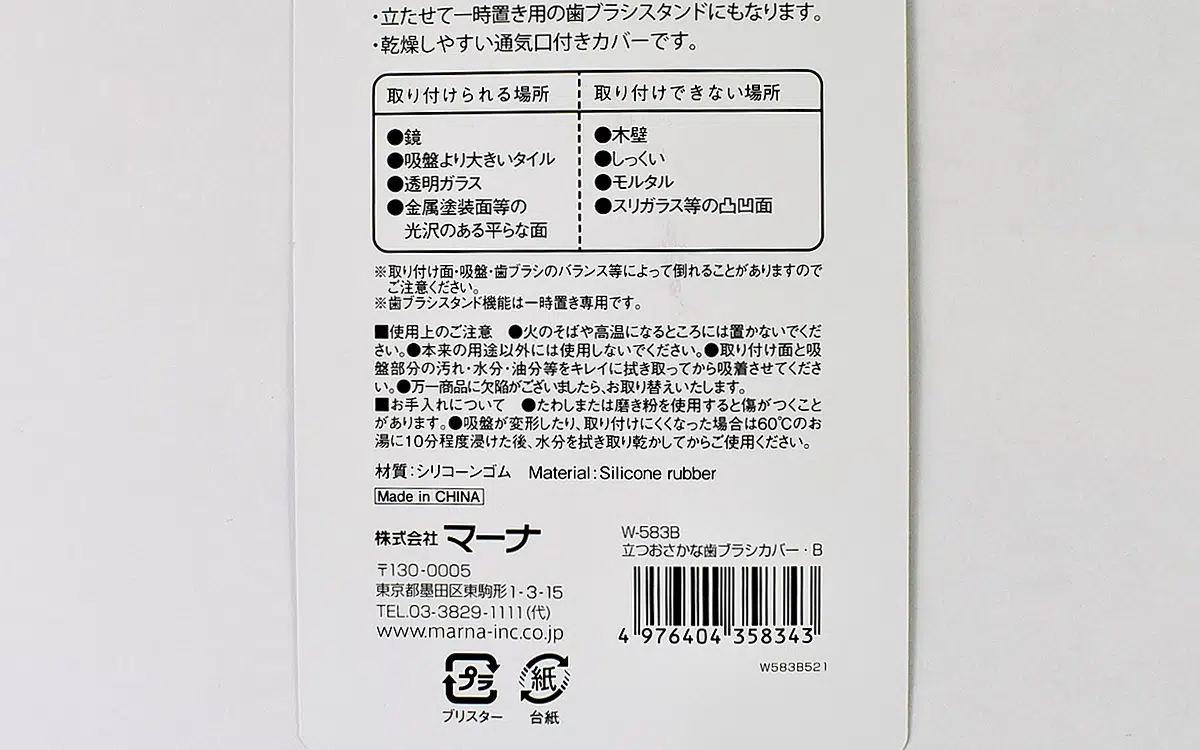 ・立たせて一時置き用の歯ブラシスタンドにもなります。
・乾燥しやすい通気口付きカバーです。
取り付けられる場所
●鏡
●吸盤より大きいタイル
●透明ガラス
●金属塗装面等の
光沢のある平らな面
取り付けできない場所
●木壁
●しっくい
●モルタル
●スリガラス等の凸凹面
※取り付け面・吸盤・歯ブラシのバランス等によって倒れることがありますので
ご注意ください。
※歯ブラシスタンド機能は一時置き専用です。
■使用上のご注意　●火のそばや高温になるところには置かないでくだ
さい。●本来の用途以外には使用しないでください。●取り付け面と吸
盤部分の汚れ・水分・油分等をキレイに拭き取ってから吸着させてくださ
い。●万一商品に欠陥がございましたら、お取り替えいたします。
■お手入れについて　●たわしまたは磨き粉を使用すると傷がつくこと
があります。●吸盤が変形したり、取り付けにくくなった場合は60℃のお
湯に10分程度浸けた後、水分を拭き取り乾かしてからご使用ください。
材質：シリコーンゴム　Material：Silicone rubber
Made in CHINA
株式会社 マーナ
〒130-0005
東京都墨田区東駒形1-3-15
TEL.03-3829-1111（代）
www.marna-inc.co.jp
W-583B
立つおさかな歯ブラシカバー・B
4 976404 358343
W583B521
プラ
ブリスター
紙
台紙